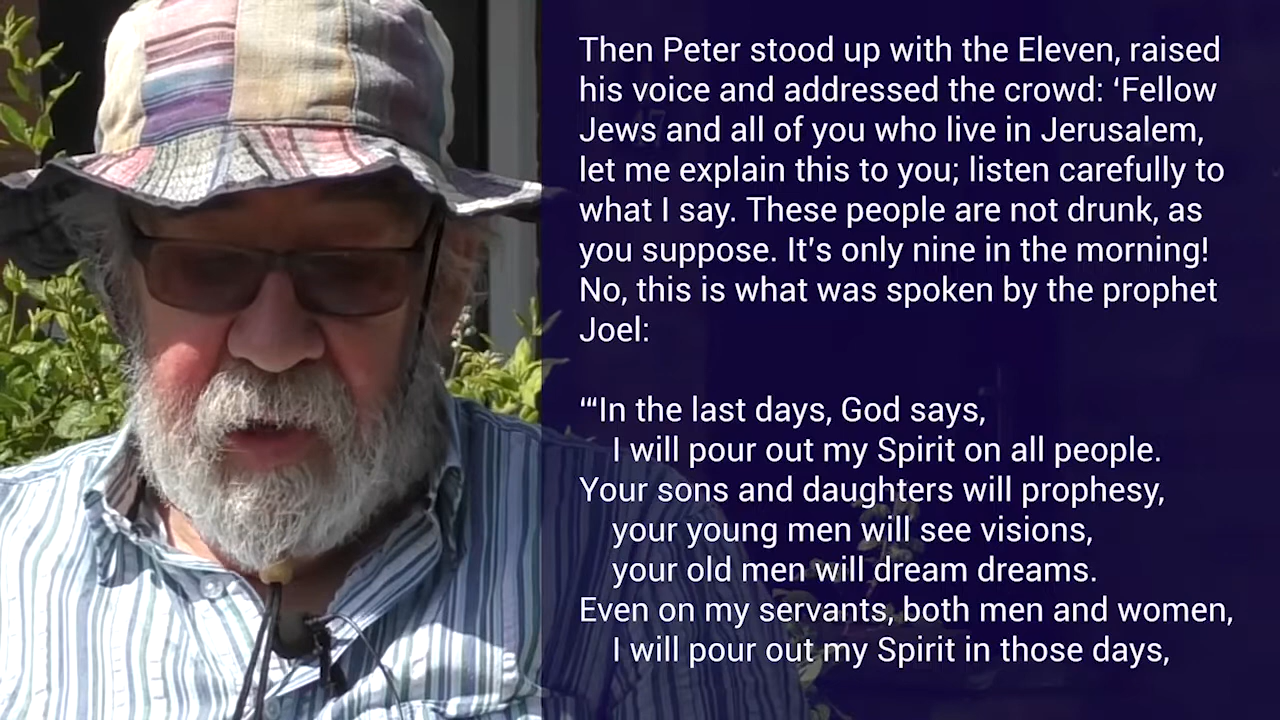 Then Peter stood up with the Eleven, raised
his voice and addressed the crowd: ‘Fellow
Jews and all of you who live in Jerusalem,
let me explain this to you; listen carefully to
what I say. These people are not drunk, as
you suppose. It’s only nine in the morning!
No, this is what was spoken by the prophet
Joel:
‘“In the last days, God says,
I will pour out my Spirit on all people.
Your sons and daughters will prophesy,
your young men will see visions,
your old men will dream dreams.
Even on my servants, both men and women,
I will pour out my Spirit in those days,